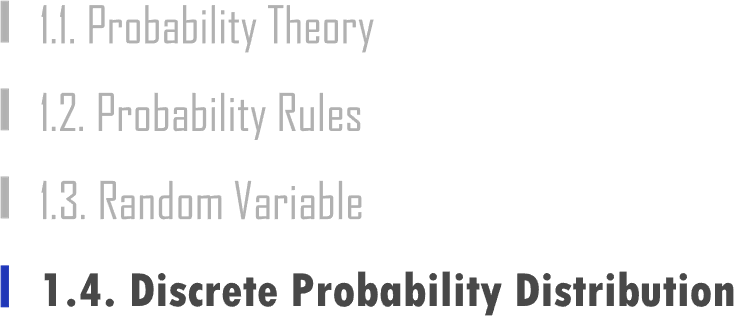 1.1. Probability Theory
1.2. Probability Rules
1.3. Random Variable
1.4. Discrete Probability Distribution